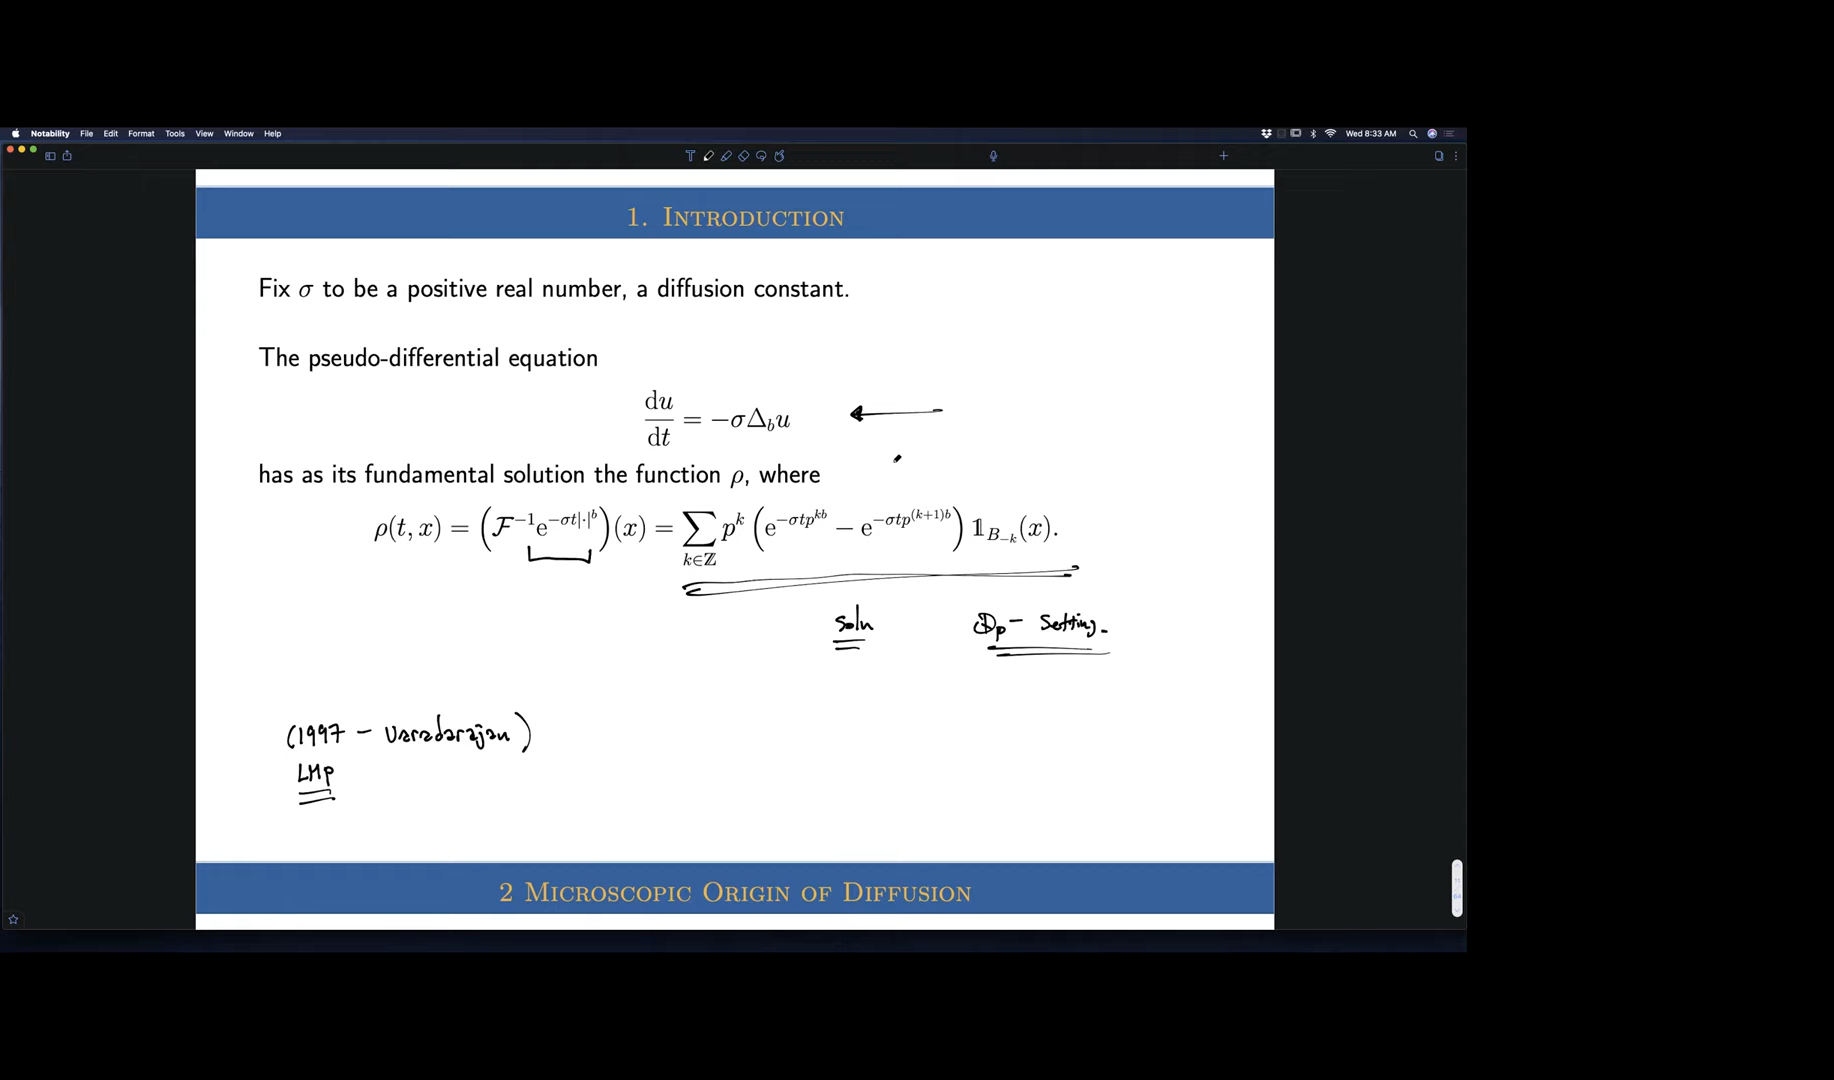 Notability File Edit Format Tools View Window Help Wed 8:33 AM
1. INTRODUCTION
Fix σ to be a positive real number, a diffusion constant.
The pseudo-differential equation
du/dt = −σΔ_b u
has as its fundamental solution the function ρ, where
ρ(t, x) = (𝓕^{−1}e^{−σt|·|^b})(x) = ∑_{k∈ℤ} p^k (e^{−σtp^{kb}} − e^{−σtp^{(k+1)b}}) 𝟙_{B_{−k}}(x).
Soln ℚp - Setting.
(1997 - Varadarajan)
LMP
2 MICROSCOPIC ORIGIN OF DIFFUSION